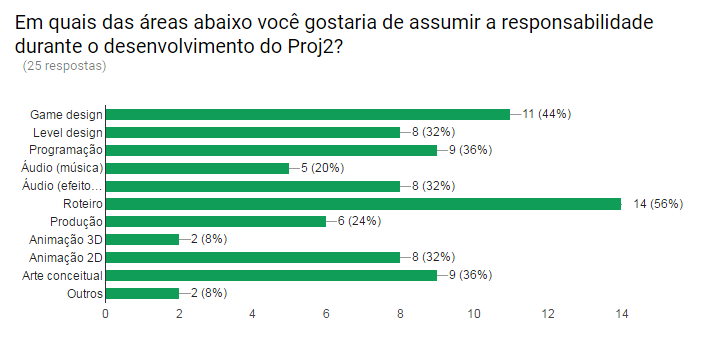 Em quais das áreas abaixo você gostaria de assumir a responsabilidade
durante o desenvolvimento do Proj2?
(25 respostas)
Game design 11 (44%)
Level design 8 (32%)
Programação 9 (36%)
Áudio (música) 5 (20%)
Áudio (efeito… 8 (32%)
Roteiro 14 (56%)
Produção 6 (24%)
Animação 3D 2 (8%)
Animação 2D 8 (32%)
Arte conceitual 9 (36%)
Outros 2 (8%)
0 2 4 6 8 10 12 14